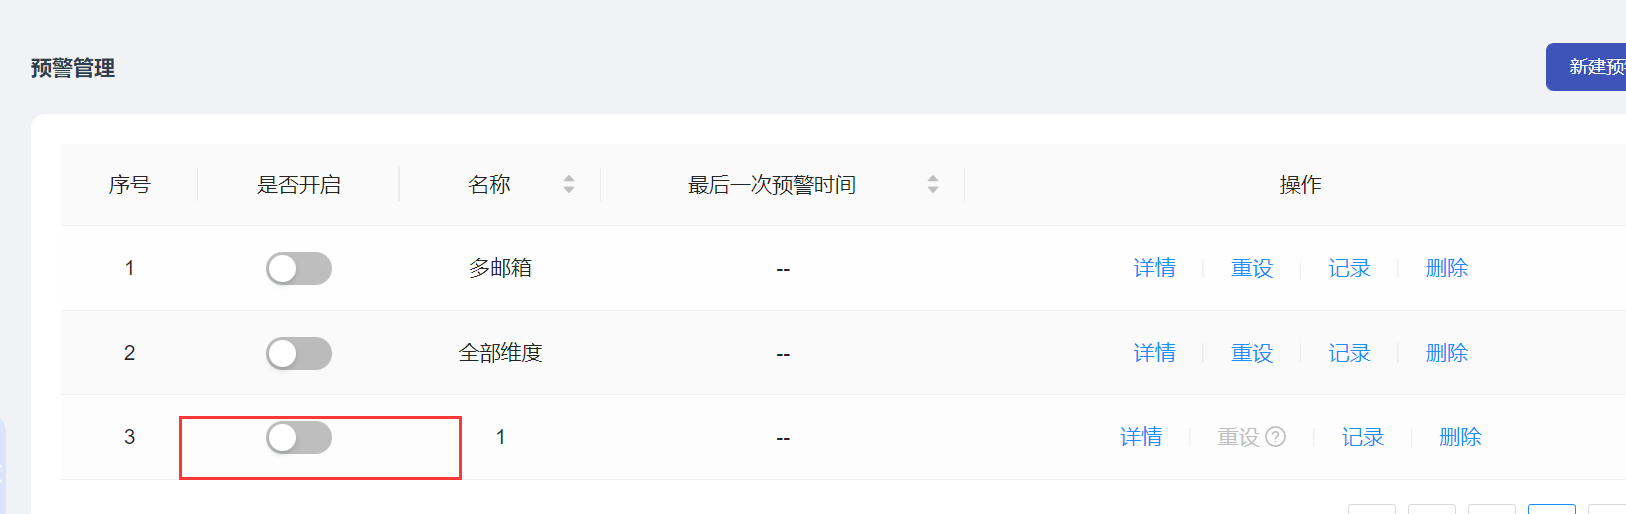 预警管理
新建预
序号 是否开启 名称 最后一次预警时间 操作
1 多邮箱 -- 详情 重设 记录 删除
2 全部维度 -- 详情 重设 记录 删除
3 1 -- 详情 重设 ? 记录 删除